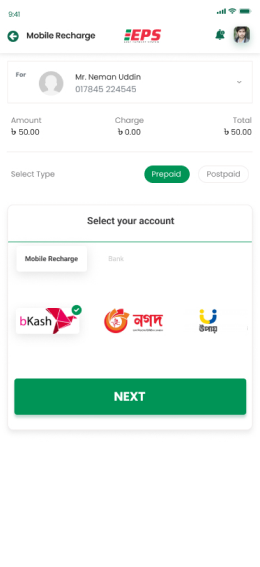 9:41
Mobile Recharge
EPS
For
Mr. Neman Uddin
017845 224545
Amount
Charge
Total
৳ 50.00
৳ 0.00
৳ 50.00
Select Type
Prepaid
Postpaid
Select your account
Mobile Recharge
Bank
bKash
নগদ
উপায়
NEXT